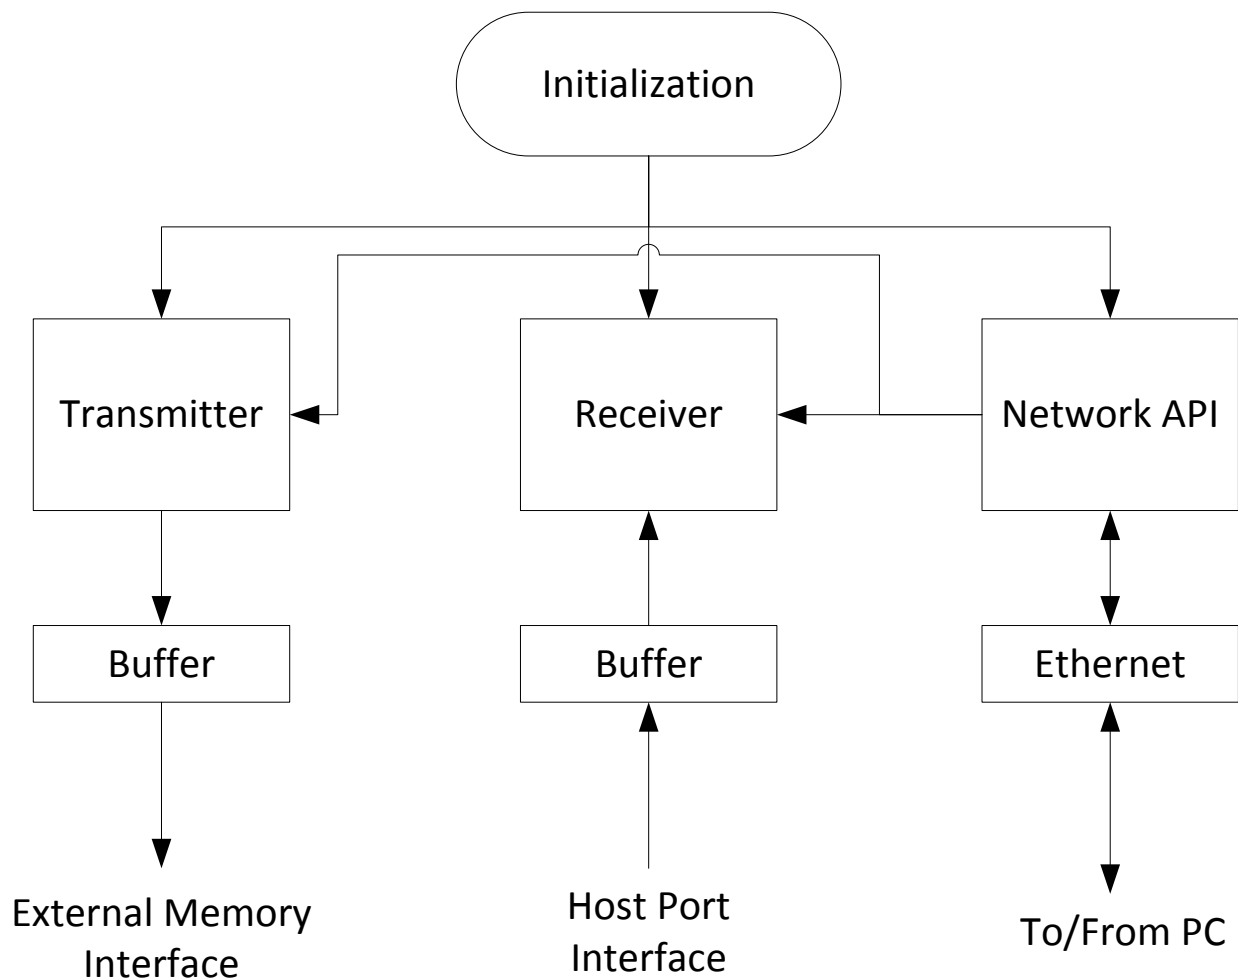 Initialization
Transmitter
Receiver
Network API
Buffer
Buffer
Ethernet
External Memory
Interface
Host Port
Interface
To/From PC